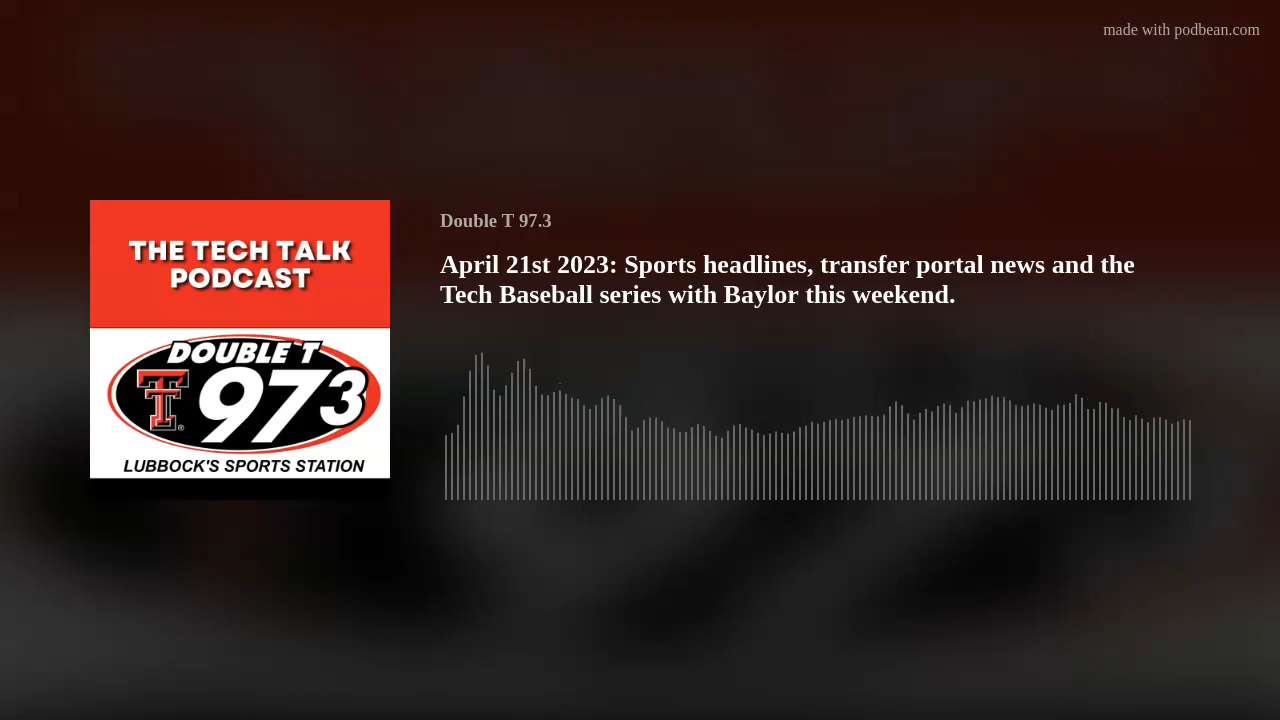 made with podbean.com
THE TECH TALK
PODCAST
DOUBLE T
T 973
®
LUBBOCK'S SPORTS STATION
Double T 97.3
April 21st 2023: Sports headlines, transfer portal news and the
Tech Baseball series with Baylor this weekend.